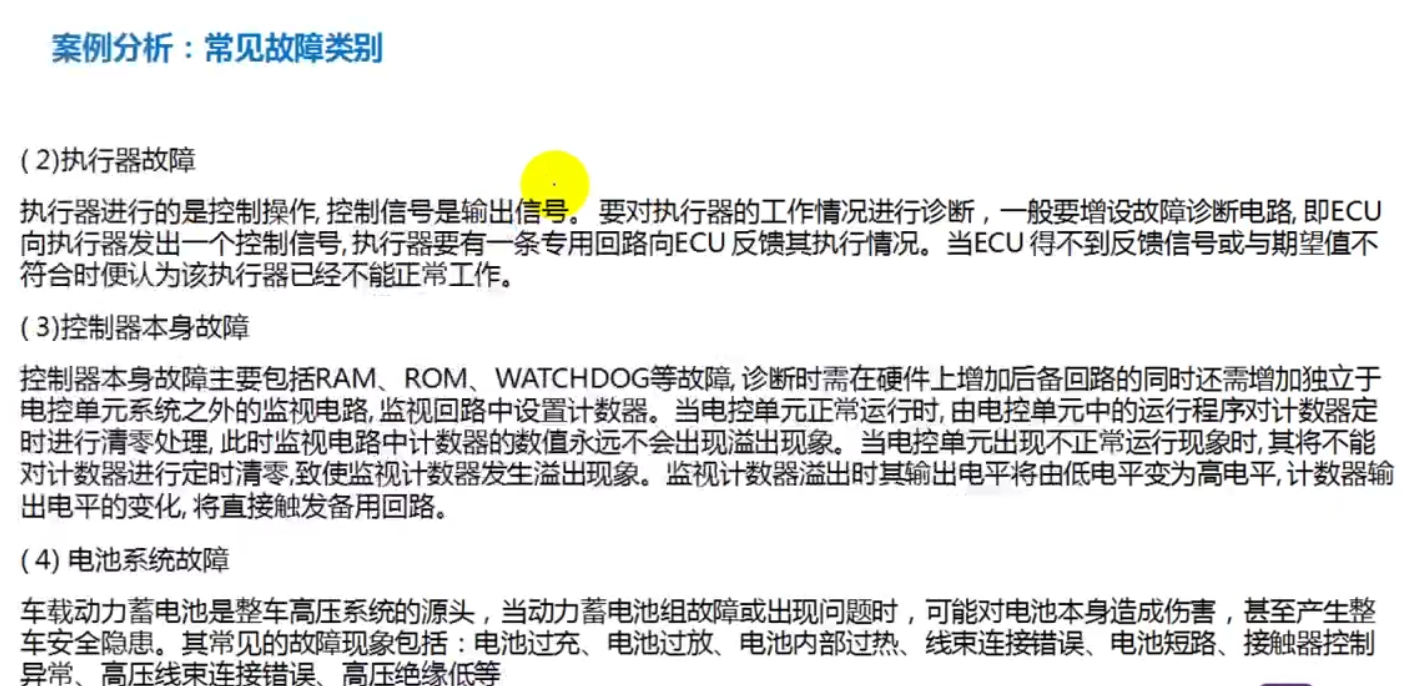 案例分析：常见故障类别
( 2)执行器故障
执行器进行的是控制操作, 控制信号是输出信号。 要对执行器的工作情况进行诊断，一般要增设故障诊断电路, 即ECU
向执行器发出一个控制信号, 执行器要有一条专用回路向ECU 反馈其执行情况。当ECU 得不到反馈信号或与期望值不
符合时便认为该执行器已经不能正常工作。
( 3)控制器本身故障
控制器本身故障主要包括RAM、ROM、WATCHDOG等故障, 诊断时需在硬件上增加后备回路的同时还需增加独立于
电控单元系统之外的监视电路, 监视回路中设置计数器。当电控单元正常运行时, 由电控单元中的运行程序对计数器定
时进行清零处理, 此时监视电路中计数器的数值永远不会出现溢出现象。当电控单元出现不正常运行现象时, 其将不能
对计数器进行定时清零,致使监视计数器发生溢出现象。监视计数器溢出时其输出电平将由低电平变为高电平, 计数器输
出电平的变化, 将直接触发备用回路。
( 4) 电池系统故障
车载动力蓄电池是整车高压系统的源头，当动力蓄电池组故障或出现问题时，可能对电池本身造成伤害，甚至产生整
车安全隐患。其常见的故障现象包括：电池过充、电池过放、电池内部过热、线束连接错误、电池短路、接触器控制
异常、高压线束连接错误、高压绝缘低等